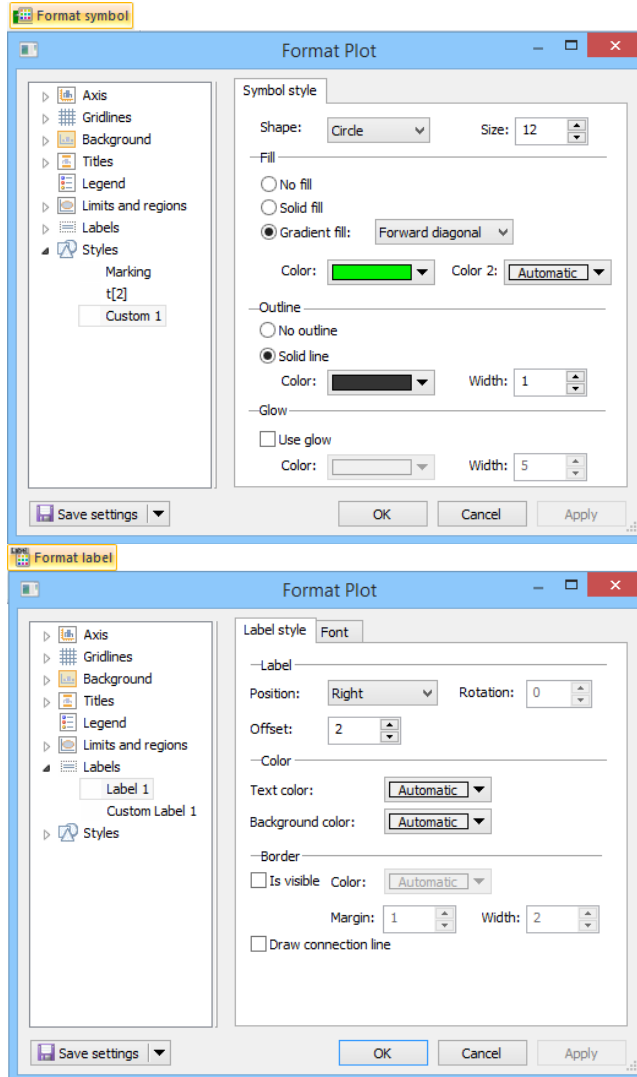 Format symbol
Format Plot
Axis
Gridlines
Background
Titles
Legend
Limits and regions
Labels
Styles
Marking
t[2]
Custom 1
Symbol style
Shape: Circle Size: 12
Fill
No fill
Solid fill
Gradient fill: Forward diagonal
Color: Color 2: Automatic
Outline
No outline
Solid line
Color: Width: 1
Glow
Use glow
Color: Width: 5
Save settings OK Cancel Apply
Format label
Format Plot
Axis
Gridlines
Background
Titles
Legend
Limits and regions
Labels
Label 1
Custom Label 1
Styles
Label style Font
Label
Position: Right Rotation: 0
Offset: 2
Color
Text color: Automatic
Background color: Automatic
Border
Is visible Color: Automatic
Margin: 1 Width: 2
Draw connection line
Save settings OK Cancel Apply